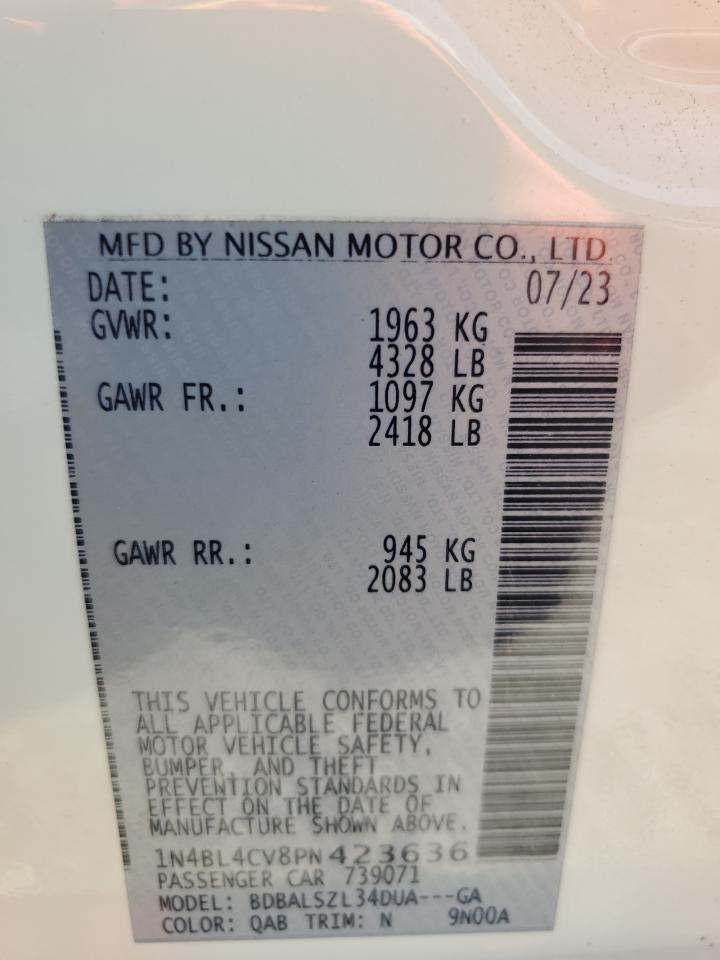 MFD BY NISSAN MOTOR CO., LTD.
DATE: 07/23
GVWR: 1963 KG
4328 LB
GAWR FR.: 1097 KG
2418 LB
GAWR RR.: 945 KG
2083 LB
THIS VEHICLE CONFORMS TO
ALL APPLICABLE FEDERAL
MOTOR VEHICLE SAFETY,
BUMPER, AND THEFT
PREVENTION STANDARDS IN
EFFECT ON THE DATE OF
MANUFACTURE SHOWN ABOVE.
1N4BL4CV8PN423636
PASSENGER CAR 739071
MODEL: BDBALSZL34DUA---GA
COLOR: QAB TRIM: N 9N00A